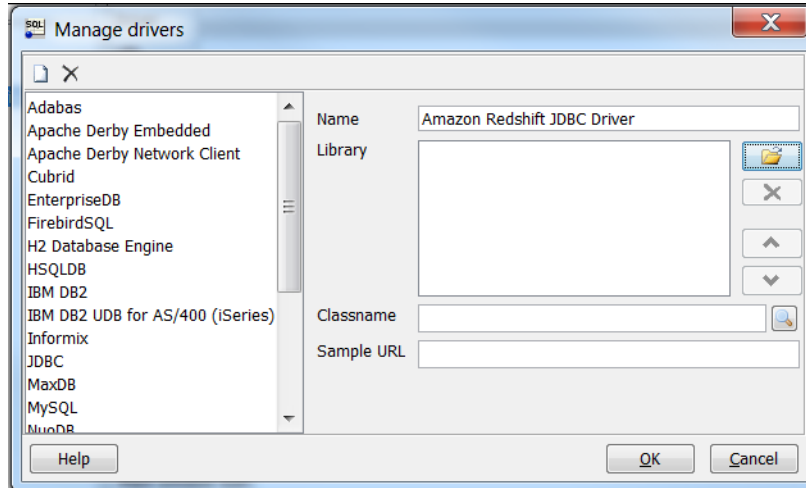 SQL Manage drivers
Adabas
Apache Derby Embedded
Apache Derby Network Client
Cubrid
EnterpriseDB
FirebirdSQL
H2 Database Engine
HSQLDB
IBM DB2
IBM DB2 UDB for AS/400 (iSeries)
Informix
JDBC
MaxDB
MySQL
NuoDB
Name Amazon Redshift JDBC Driver
Library
Classname
Sample URL
Help OK Cancel